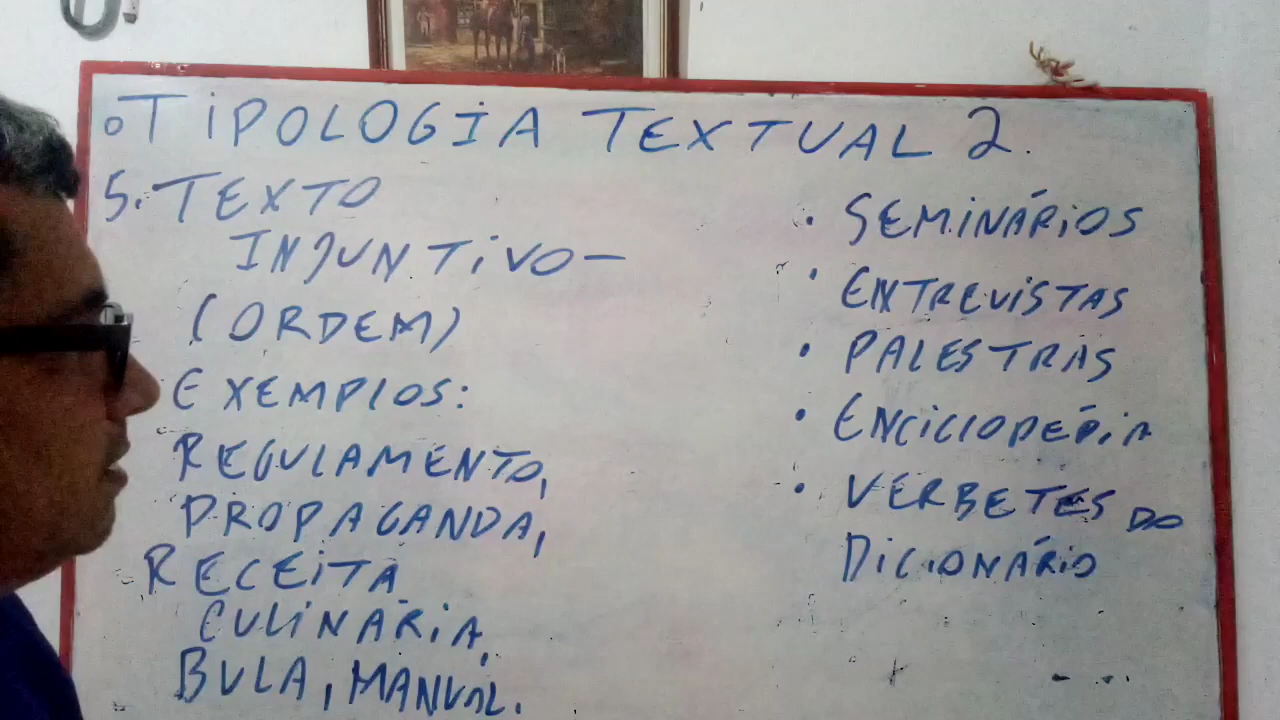 TIPOLOGIA TEXTUAL 2.
5. TEXTO
INJUNTIVO –
(ORDEM)
EXEMPLOS:
REGULAMENTO,
PROPAGANDA,
RECEITA
CULINÁRIA,
BULA, MANUAL.
• SEMINÁRIOS
• ENTREVISTAS
• PALESTRAS
• ENCICLOPÉDIA
• VERBETES DO
DICIONÁRIO